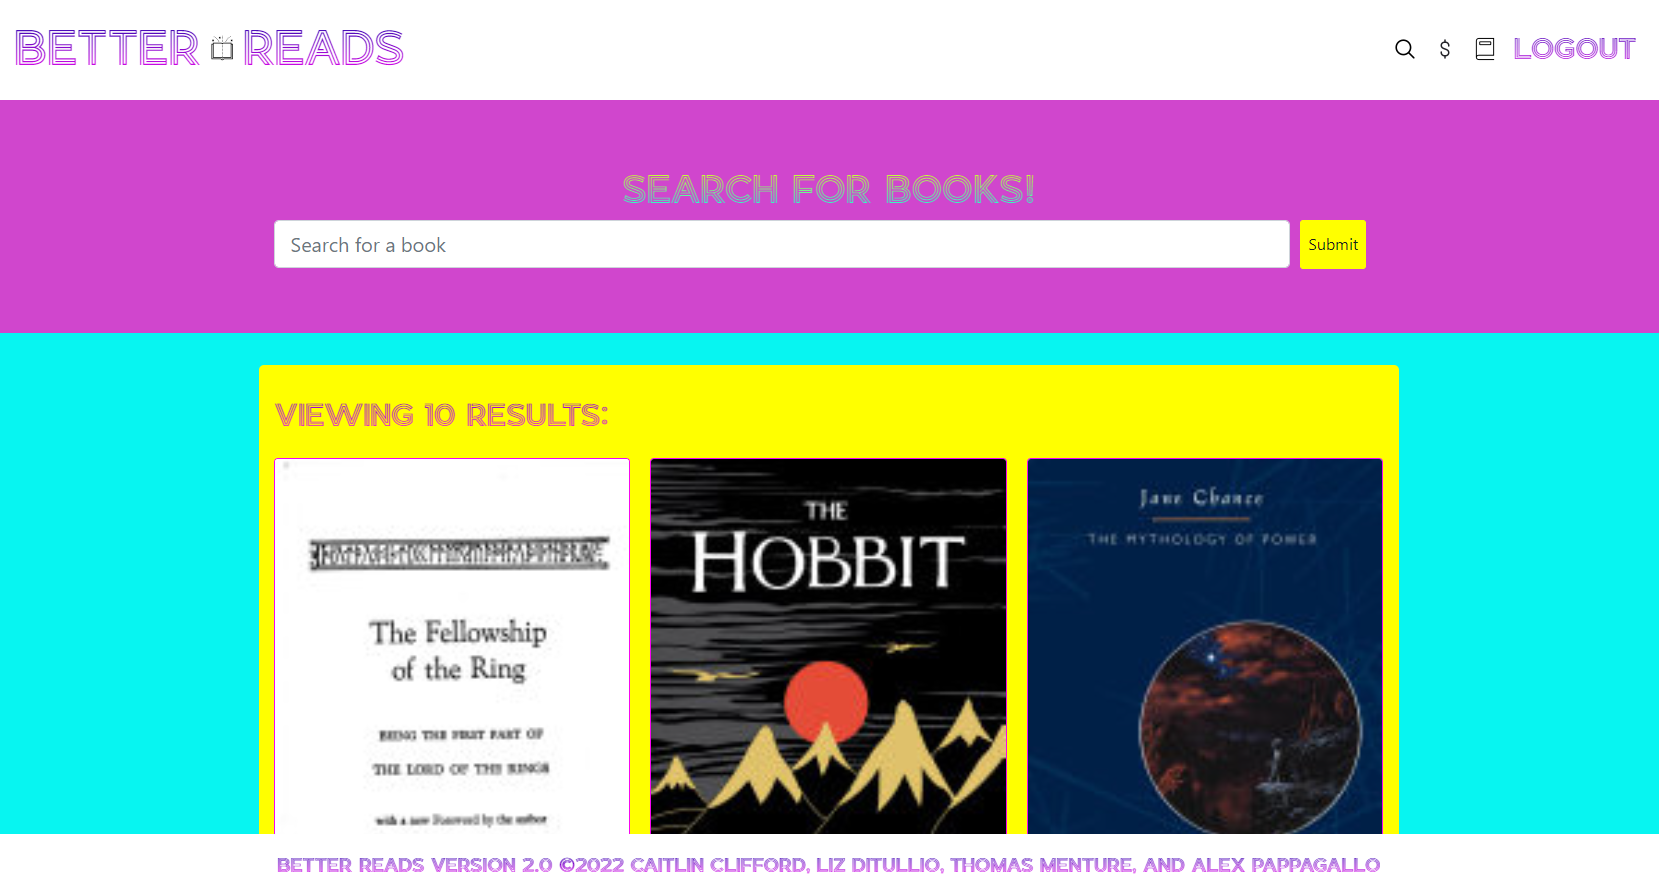 BETTER READS
$ LOGOUT
SEARCH FOR BOOKS!
Search for a book
Submit
VIEWING 10 RESULTS:
The Fellowship
of the Ring
BEING THE FIRST PART OF
THE LORD OF THE RINGS
with a new Foreword by the author
THE
HOBBIT
Jane Chance
THE MYTHOLOGY OF POWER
BETTER READS VERSION 2.0 ©2022 CAITLIN CLIFFORD, LIZ DITULLIO, THOMAS MENTURE, AND ALEX PAPPAGALLO